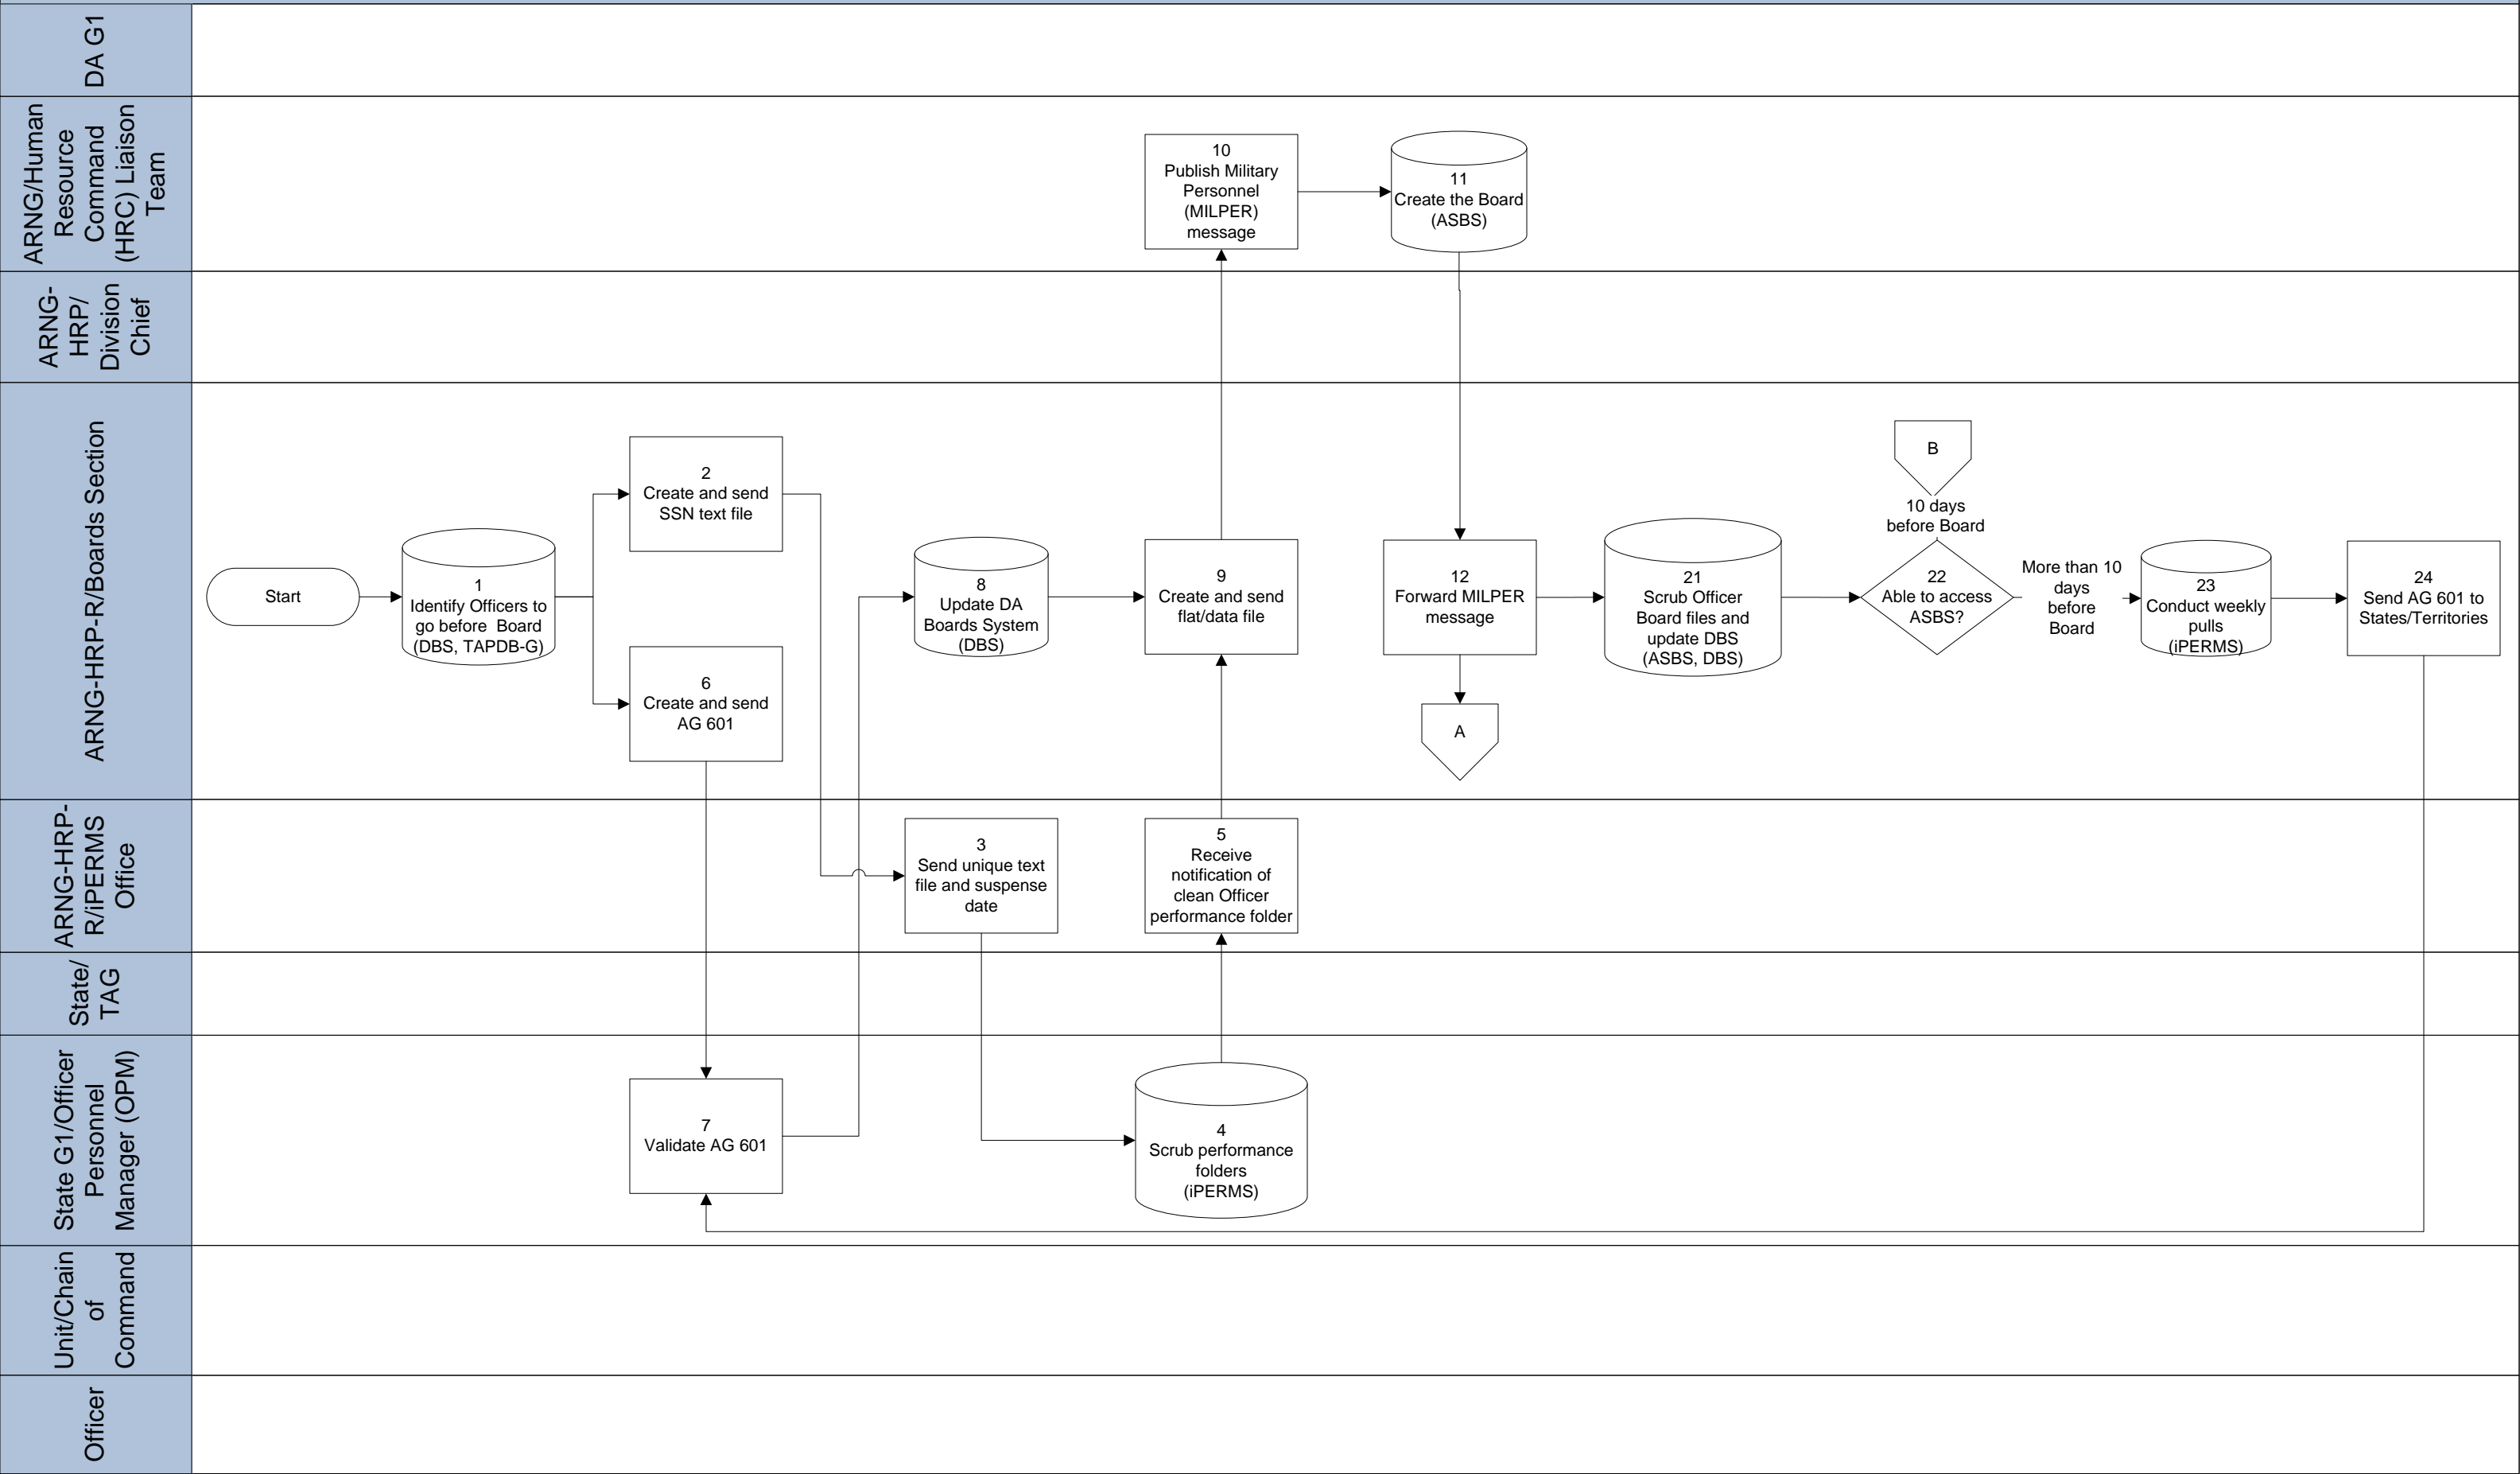 DA G1
ARNG/Human
Resource
Command
(HRC) Liaison
Team
10
Publish Military
Personnel
(MILPER)
message
11
Create the Board
(ASBS)
ARNG-
HRP/
Division
Chief
ARNG-HRP-R/Boards Section
Start
1
Identify Officers to
go before Board
(DBS, TAPDB-G)
2
Create and send
SSN text file
6
Create and send
AG 601
8
Update DA
Boards System
(DBS)
9
Create and send
flat/data file
12
Forward MILPER
message
A
21
Scrub Officer
Board files and
update DBS
(ASBS, DBS)
B
10 days
before Board
22
Able to access
ASBS?
More than 10
days
before
Board
23
Conduct weekly
pulls
(iPERMS)
24
Send AG 601 to
States/Territories
ARNG-HRP-
R/iPERMS
Office
3
Send unique text
file and suspense
date
5
Receive
notification of
clean Officer
performance folder
State/
TAG
State G1/Officer
Personnel
Manager (OPM)
7
Validate AG 601
4
Scrub performance
folders
(iPERMS)
Unit/Chain
of
Command
Officer